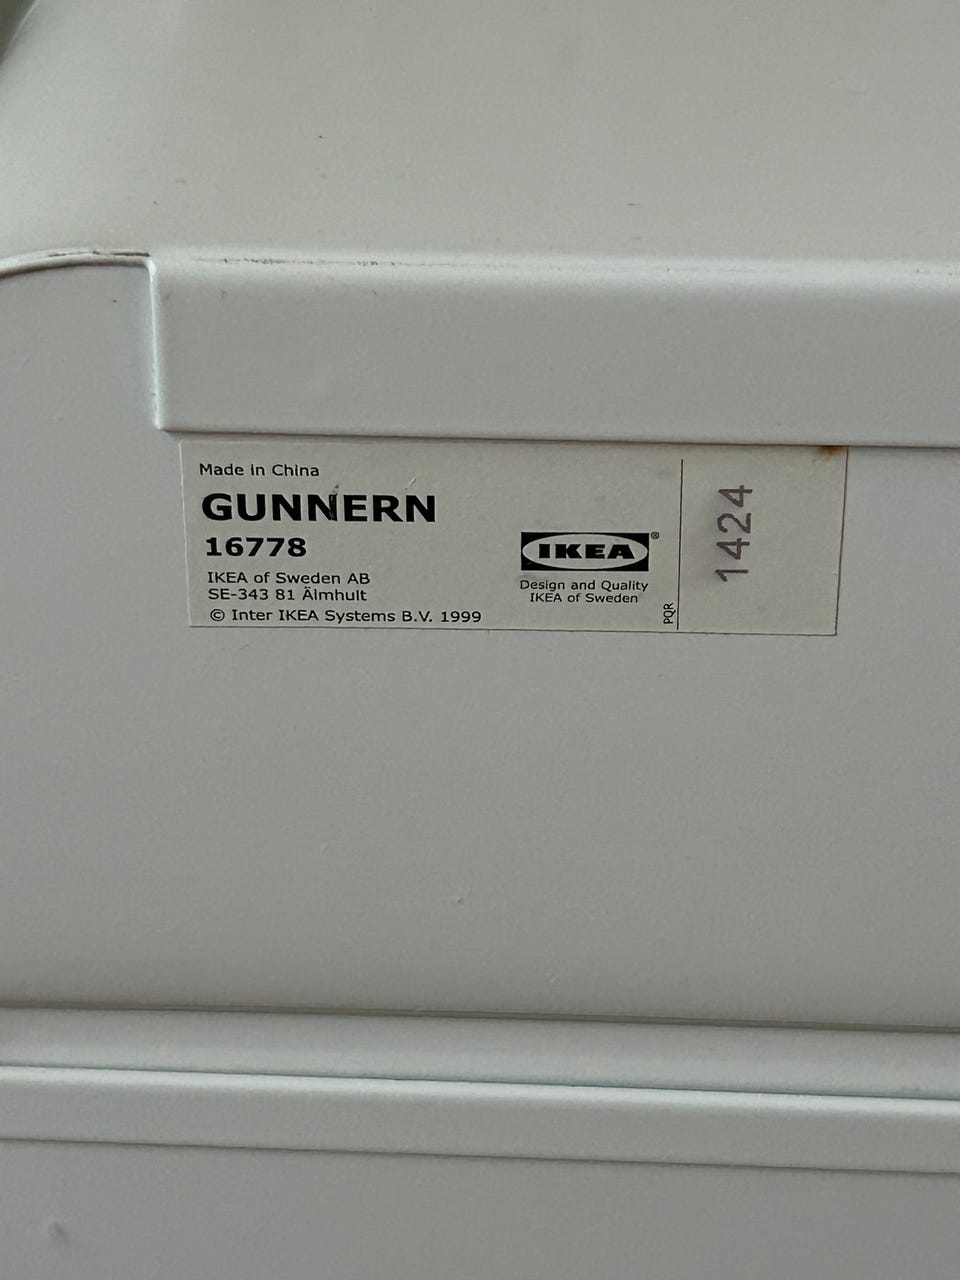 Made in China
GUNNERN
16778
IKEA of Sweden AB
SE-343 81 Älmhult
© Inter IKEA Systems B.V. 1999
IKEA®
Design and Quality
IKEA of Sweden
PQR
1424